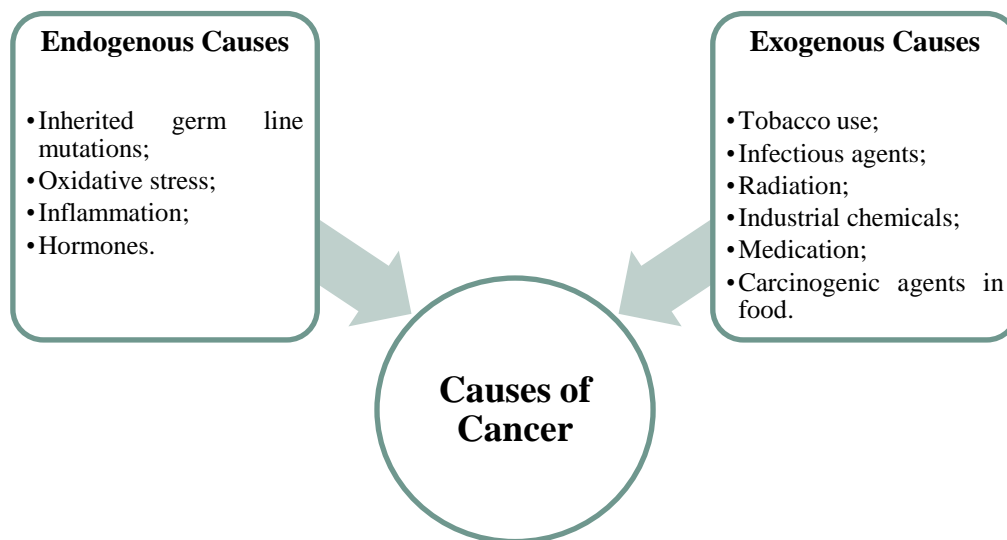 Endogenous Causes
•Inherited germ line
mutations;
•Oxidative stress;
•Inflammation;
•Hormones.
Exogenous Causes
•Tobacco use;
•Infectious agents;
•Radiation;
•Industrial chemicals;
•Medication;
•Carcinogenic agents in
food.
Causes of
Cancer